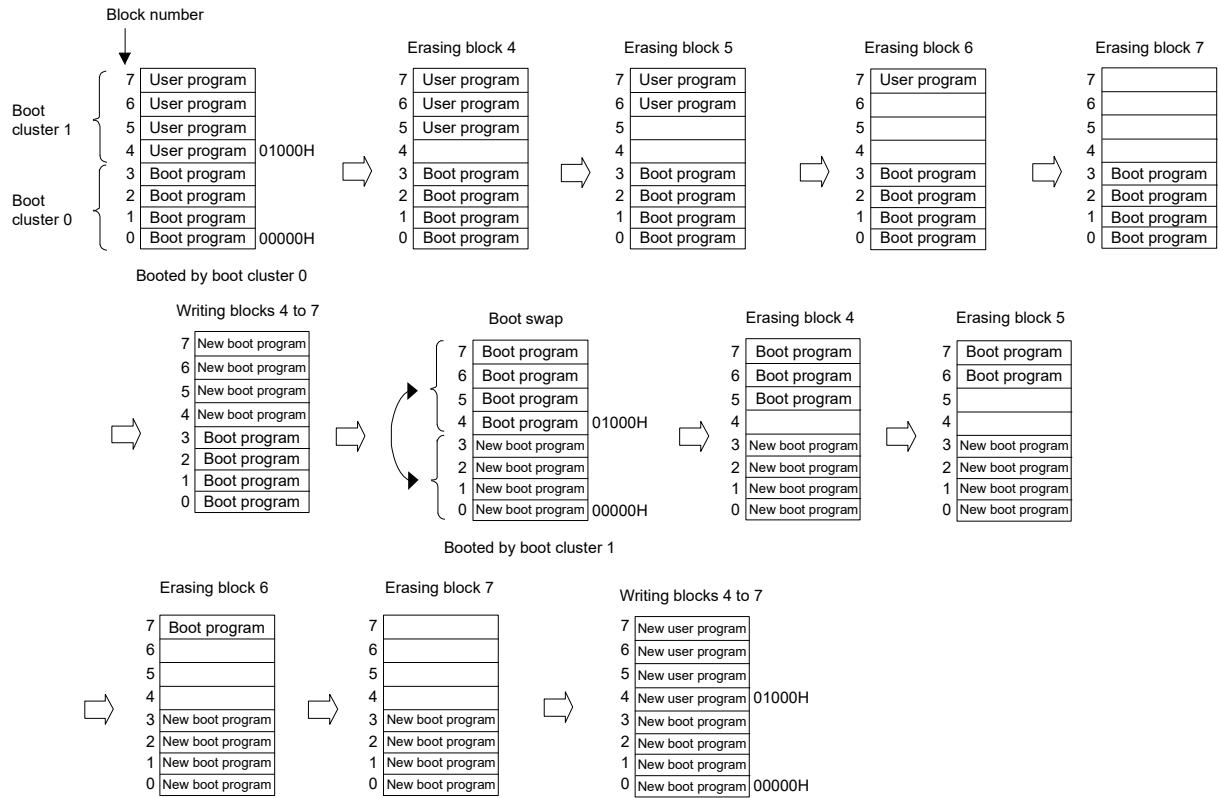 Block number
Erasing block 4
Erasing block 5
Erasing block 6
Erasing block 7
Boot
cluster 1
Boot
cluster 0
7 User program
6 User program
5 User program
4 User program 01000H
3 Boot program
2 Boot program
1 Boot program
0 Boot program 00000H
Booted by boot cluster 0
7 User program
6 User program
5 User program
4
3 Boot program
2 Boot program
1 Boot program
0 Boot program
7 User program
6 User program
5
4
3 Boot program
2 Boot program
1 Boot program
0 Boot program
7 User program
6
5
4
3 Boot program
2 Boot program
1 Boot program
0 Boot program
7
6
5
4
3 Boot program
2 Boot program
1 Boot program
0 Boot program
Writing blocks 4 to 7
7 New boot program
6 New boot program
5 New boot program
4 New boot program
3 Boot program
2 Boot program
1 Boot program
0 Boot program
Boot swap
7 Boot program
6 Boot program
5 Boot program
4 Boot program 01000H
3 New boot program
2 New boot program
1 New boot program
0 New boot program 00000H
Booted by boot cluster 1
Erasing block 4
7 Boot program
6 Boot program
5 Boot program
4
3 New boot program
2 New boot program
1 New boot program
0 New boot program
Erasing block 5
7 Boot program
6 Boot program
5
4
3 New boot program
2 New boot program
1 New boot program
0 New boot program
Erasing block 6
7 Boot program
6
5
4
3 New boot program
2 New boot program
1 New boot program
0 New boot program
Erasing block 7
7
6
5
4
3 New boot program
2 New boot program
1 New boot program
0 New boot program
Writing blocks 4 to 7
7 New user program
6 New user program
5 New user program
4 New user program 01000H
3 New boot program
2 New boot program
1 New boot program
0 New boot program 00000H